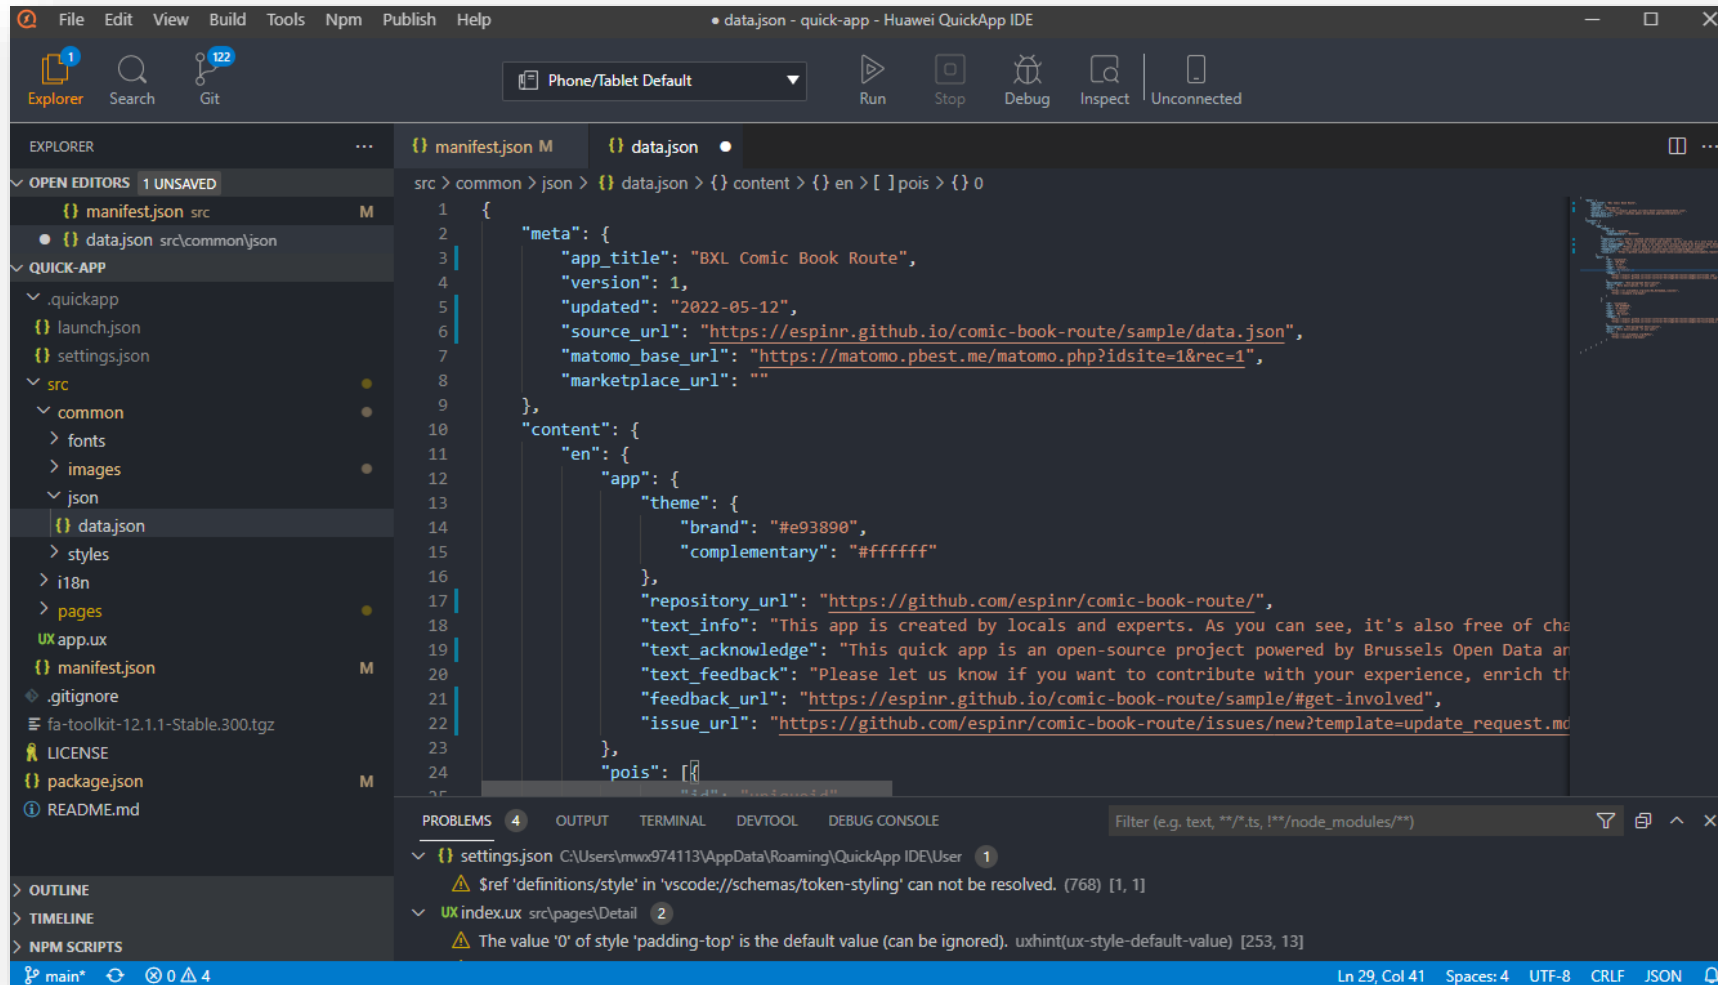 File Edit View Build Tools Npm Publish Help
● data.json - quick-app - Huawei QuickApp IDE
1
122
Explorer Search Git
Phone/Tablet Default
Run Stop Debug Inspect Unconnected
EXPLORER
OPEN EDITORS 1 UNSAVED
{} manifest.json src M
● {} data.json src\common\json
QUICK-APP
.quickapp
{} launch.json
{} settings.json
src
common
fonts
images
json
{} data.json
styles
i18n
pages
UX app.ux
{} manifest.json M
.gitignore
fa-toolkit-12.1.1-Stable.300.tgz
LICENSE
{} package.json M
README.md
OUTLINE
TIMELINE
NPM SCRIPTS
{} manifest.json M {} data.json ●
src > common > json > {} data.json > {} content > {} en > [ ] pois > {} 0
1 {
2 "meta": {
3 "app_title": "BXL Comic Book Route",
4 "version": 1,
5 "updated": "2022-05-12",
6 "source_url": "https://espinr.github.io/comic-book-route/sample/data.json",
7 "matomo_base_url": "https://matomo.pbest.me/matomo.php?idsite=1&rec=1",
8 "marketplace_url": ""
9 },
10 "content": {
11 "en": {
12 "app": {
13 "theme": {
14 "brand": "#e93890",
15 "complementary": "#ffffff"
16 },
17 "repository_url": "https://github.com/espinr/comic-book-route/",
18 "text_info": "This app is created by locals and experts. As you can see, it's also free of cha
19 "text_acknowledge": "This quick app is an open-source project powered by Brussels Open Data an
20 "text_feedback": "Please let us know if you want to contribute with your experience, enrich th
21 "feedback_url": "https://espinr.github.io/comic-book-route/sample/#get-involved",
22 "issue_url": "https://github.com/espinr/comic-book-route/issues/new?template=update_request.md
23 },
24 "pois": [{
25 "id": "uniqueid"
PROBLEMS 4 OUTPUT TERMINAL DEVTOOL DEBUG CONSOLE
Filter (e.g. text, **/*.ts, !**/node_modules/**)
{} settings.json C:\Users\mwx974113\AppData\Roaming\QuickApp IDE\User 1
$ref 'definitions/style' in 'vscode://schemas/token-styling' can not be resolved. (768) [1, 1]
UX index.ux src\pages\Detail 2
The value '0' of style 'padding-top' is the default value (can be ignored). uxhint(ux-style-default-value) [253, 13]
main* 0 4
Ln 29, Col 41 Spaces: 4 UTF-8 CRLF JSON